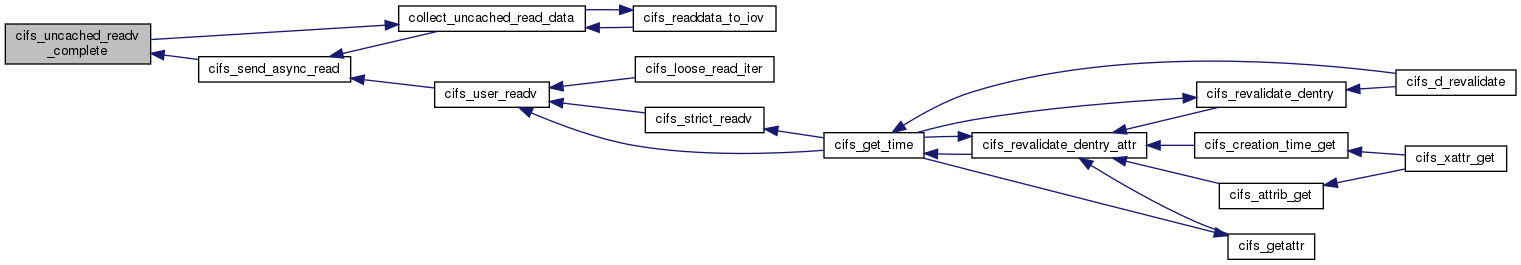 cifs_uncached_readv
_complete
collect_uncached_read_data
cifs_readdata_to_iov
cifs_send_async_read
cifs_user_readv
cifs_loose_read_iter
cifs_strict_readv
cifs_get_time
cifs_revalidate_dentry_attr
cifs_revalidate_dentry
cifs_d_revalidate
cifs_creation_time_get
cifs_xattr_get
cifs_attrib_get
cifs_getattr